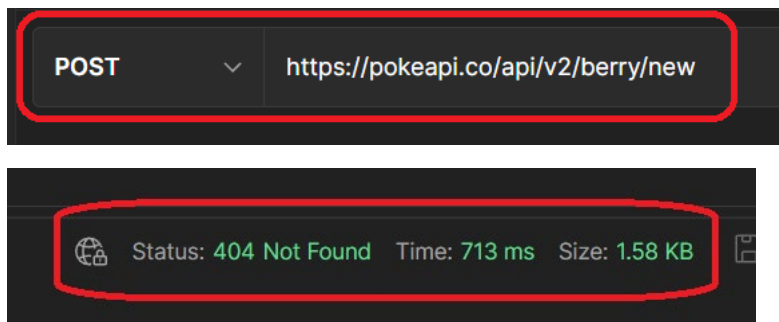 POST https://pokeapi.co/api/v2/berry/new
Status: 404 Not Found Time: 713 ms Size: 1.58 KB